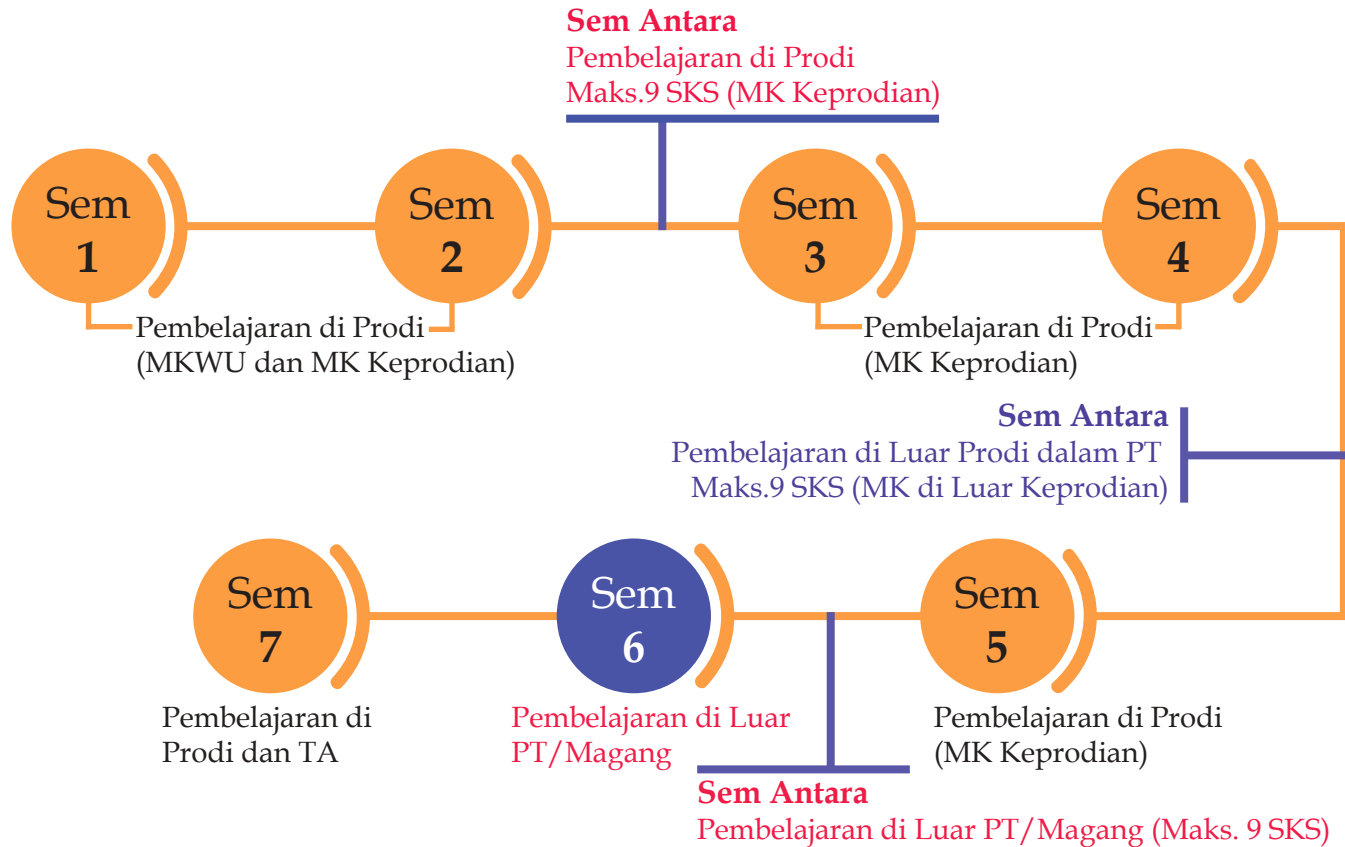 Sem Antara
Pembelajaran di Prodi
Maks.9 SKS (MK Keprodian)
Sem
1
Sem
2
Sem
3
Sem
4
Pembelajaran di Prodi
(MKWU dan MK Keprodian)
Pembelajaran di Prodi
(MK Keprodian)
Sem Antara
Pembelajaran di Luar Prodi dalam PT
Maks.9 SKS (MK di Luar Keprodian)
Sem
5
Pembelajaran di Prodi
(MK Keprodian)
Sem Antara
Pembelajaran di Luar PT/Magang (Maks. 9 SKS)
Sem
6
Pembelajaran di Luar
PT/Magang
Sem
7
Pembelajaran di
Prodi dan TA